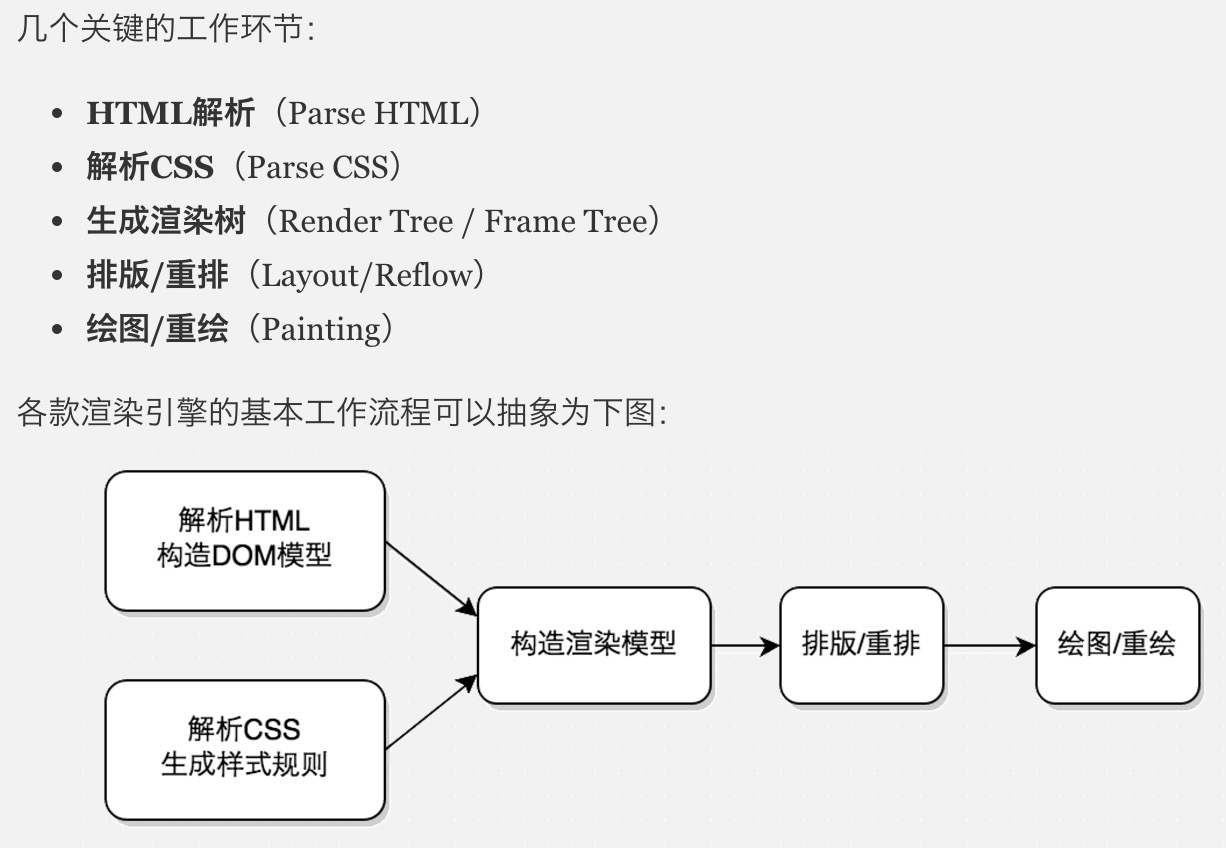 几个关键的工作环节：
• HTML解析（Parse HTML）
• 解析CSS（Parse CSS）
• 生成渲染树（Render Tree / Frame Tree）
• 排版/重排（Layout/Reflow）
• 绘图/重绘（Painting）
各款渲染引擎的基本工作流程可以抽象为下图：
解析HTML
构造DOM模型
解析CSS
生成样式规则
构造渲染模型
排版/重排
绘图/重绘